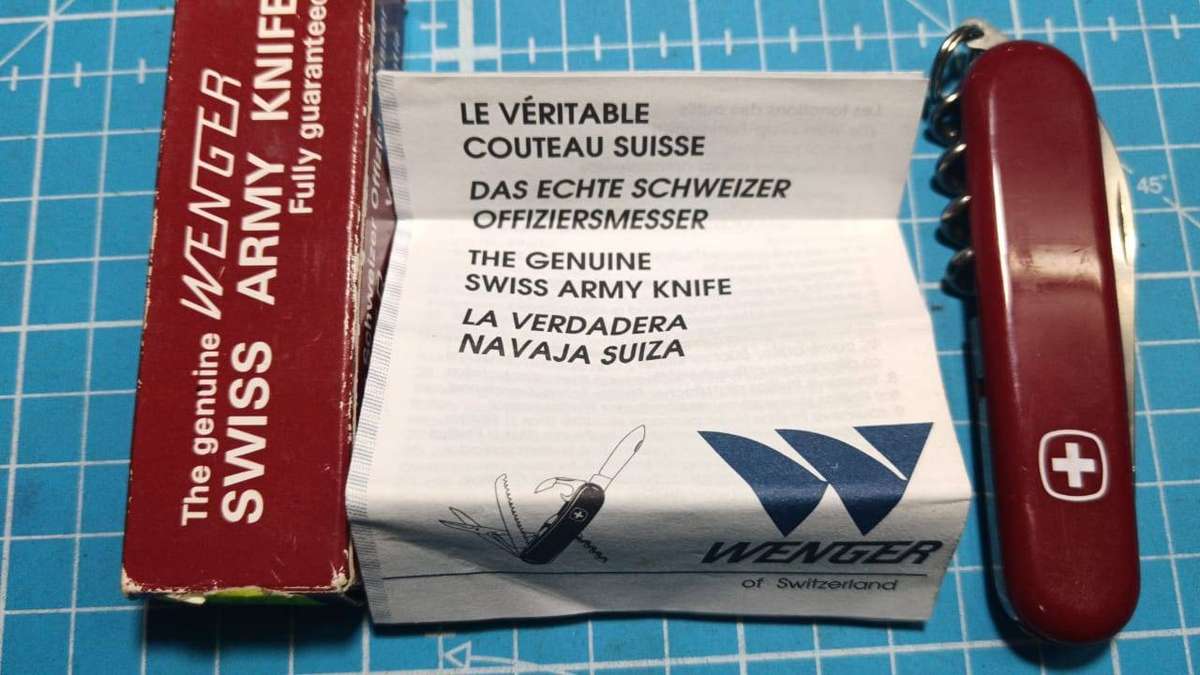 The genuine WENGER
SWISS ARMY KNIFE
Fully guaranteed
LE VÉRITABLE
COUTEAU SUISSE
DAS ECHTE SCHWEIZER
OFFIZIERSMESSER
THE GENUINE
SWISS ARMY KNIFE
LA VERDADERA
NAVAJA SUIZA
WENGER
of Switzerland
45°